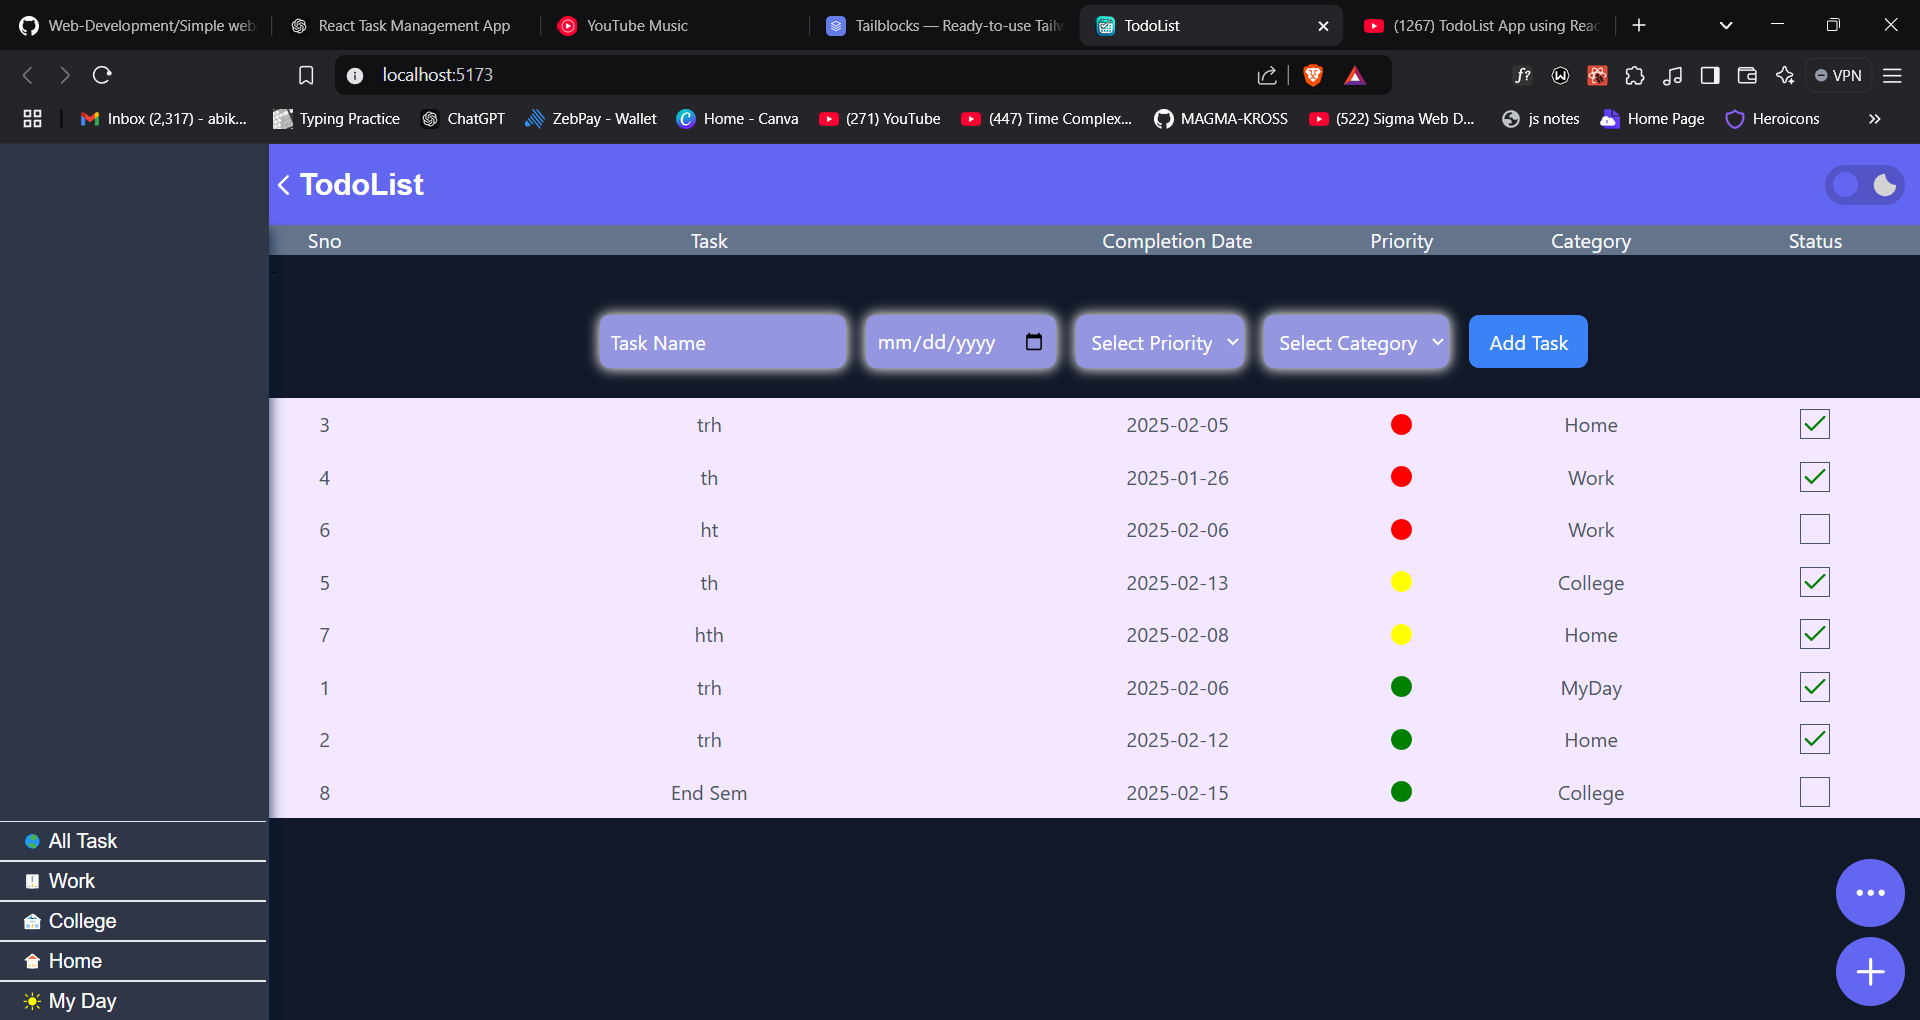 Web-Development/Simple web
React Task Management App
YouTube Music
Tailblocks — Ready-to-use Tailw
TodoList
(1267) TodoList App using Reac
localhost:5173
VPN
Inbox (2,317) - abik...
Typing Practice
ChatGPT
ZebPay - Wallet
Home - Canva
(271) YouTube
(447) Time Complex...
MAGMA-KROSS
(522) Sigma Web D...
js notes
Home Page
Heroicons
TodoList
Sno Task Completion Date Priority Category Status
Task Name mm/dd/yyyy Select Priority Select Category Add Task
3 trh 2025-02-05 Home
4 th 2025-01-26 Work
6 ht 2025-02-06 Work
5 th 2025-02-13 College
7 hth 2025-02-08 Home
1 trh 2025-02-06 MyDay
2 trh 2025-02-12 Home
8 End Sem 2025-02-15 College
All Task
Work
College
Home
My Day